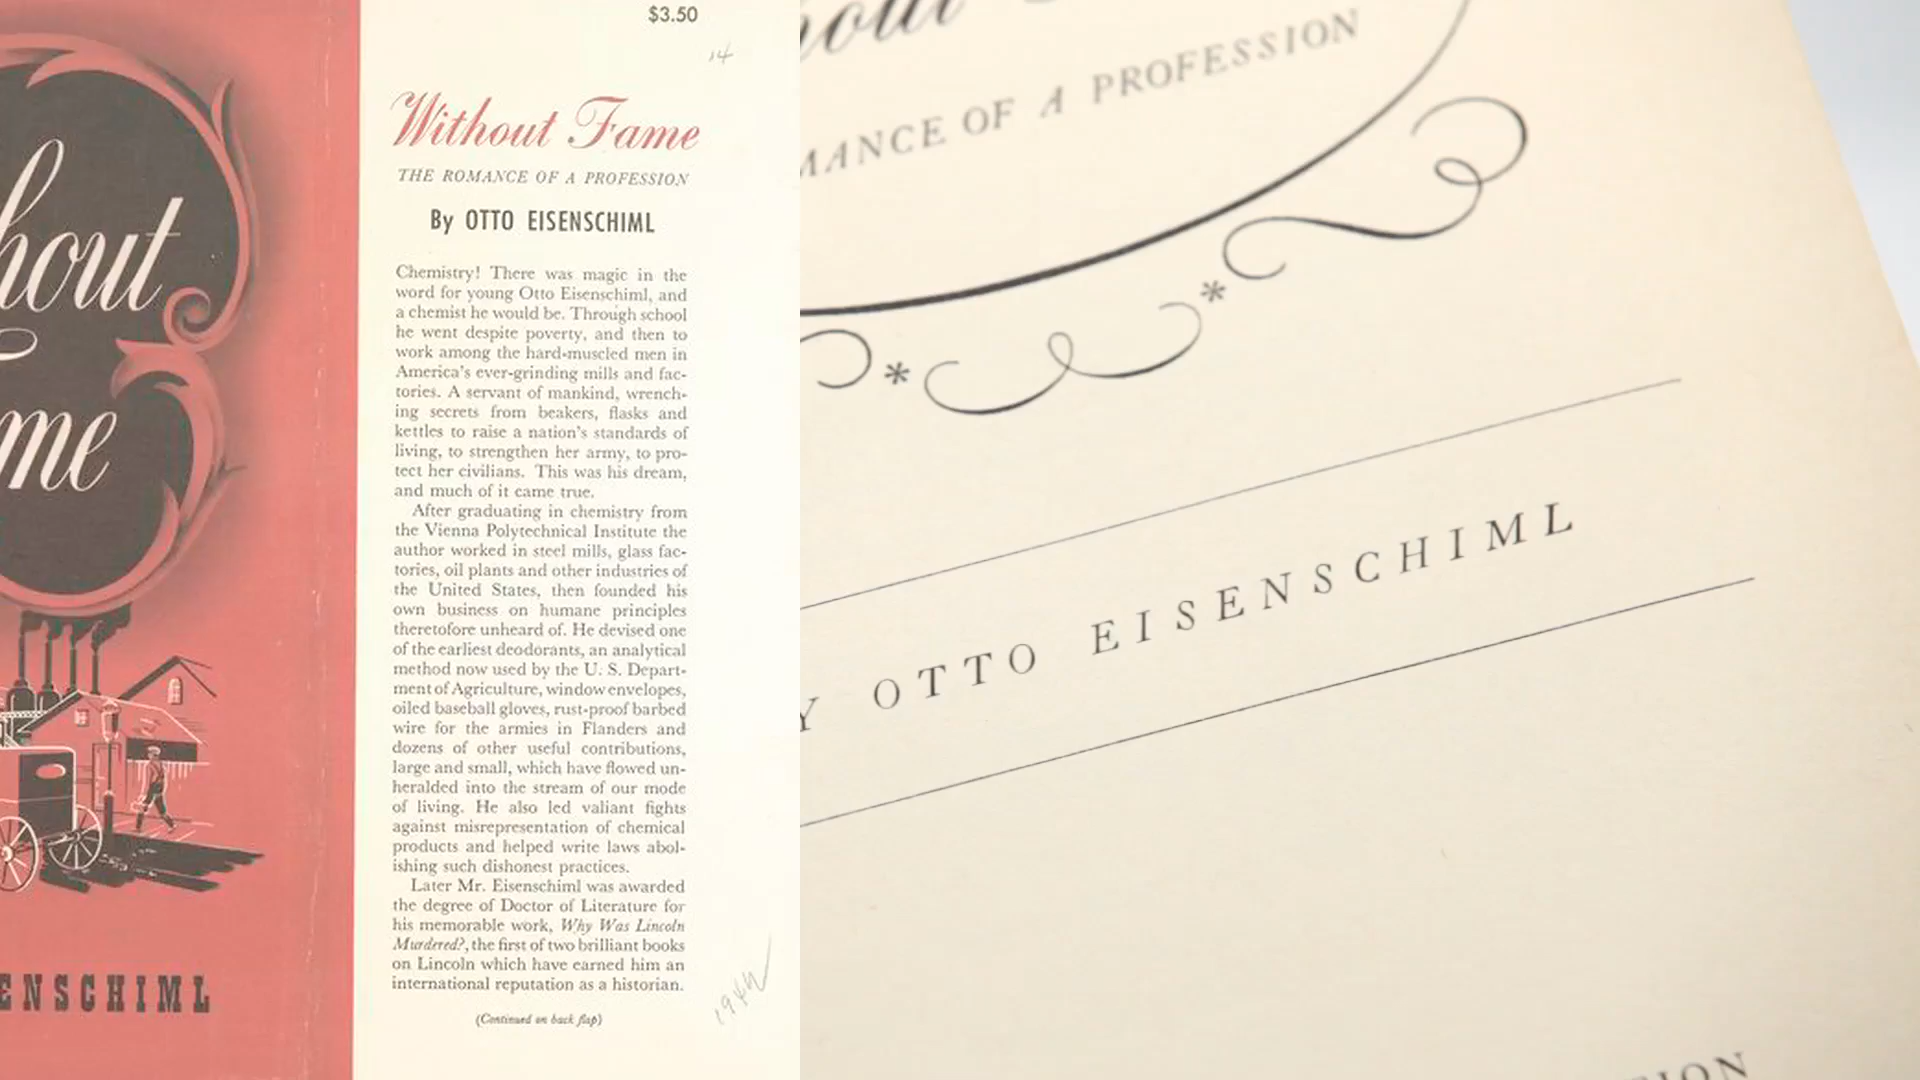 hout
me
ENSCHIML
$3.50
14
Without Fame
THE ROMANCE OF A PROFESSION
By OTTO EISENSCHIML
Chemistry! There was magic in the
word for young Otto Eisenschiml, and
a chemist he would be. Through school
he went despite poverty, and then to
work among the hard-muscled men in
America's ever-grinding mills and fac-
tories. A servant of mankind, wrench-
ing secrets from beakers, flasks and
kettles to raise a nation's standards of
living, to strengthen her army, to pro-
tect her civilians. This was his dream,
and much of it came true.
After graduating in chemistry from
the Vienna Polytechnical Institute the
author worked in steel mills, glass fac-
tories, oil plants and other industries of
the United States, then founded his
own business on humane principles
theretofore unheard of. He devised one
of the earliest deodorants, an analytical
method now used by the U. S. Depart-
ment of Agriculture, window envelopes,
oiled baseball gloves, rust-proof barbed
wire for the armies in Flanders and
dozens of other useful contributions,
large and small, which have flowed un-
heralded into the stream of our mode
of living. He also led valiant fights
against misrepresentation of chemical
products and helped write laws abol-
ishing such dishonest practices.
Later Mr. Eisenschiml was awarded
the degree of Doctor of Literature for
his memorable work, Why Was Lincoln
Murdered?, the first of two brilliant books
on Lincoln which have earned him an
international reputation as a historian.
(Continued on back flap)
out
MANCE OF A PROFESSION
Y OTTO EISENSCHIML
ION